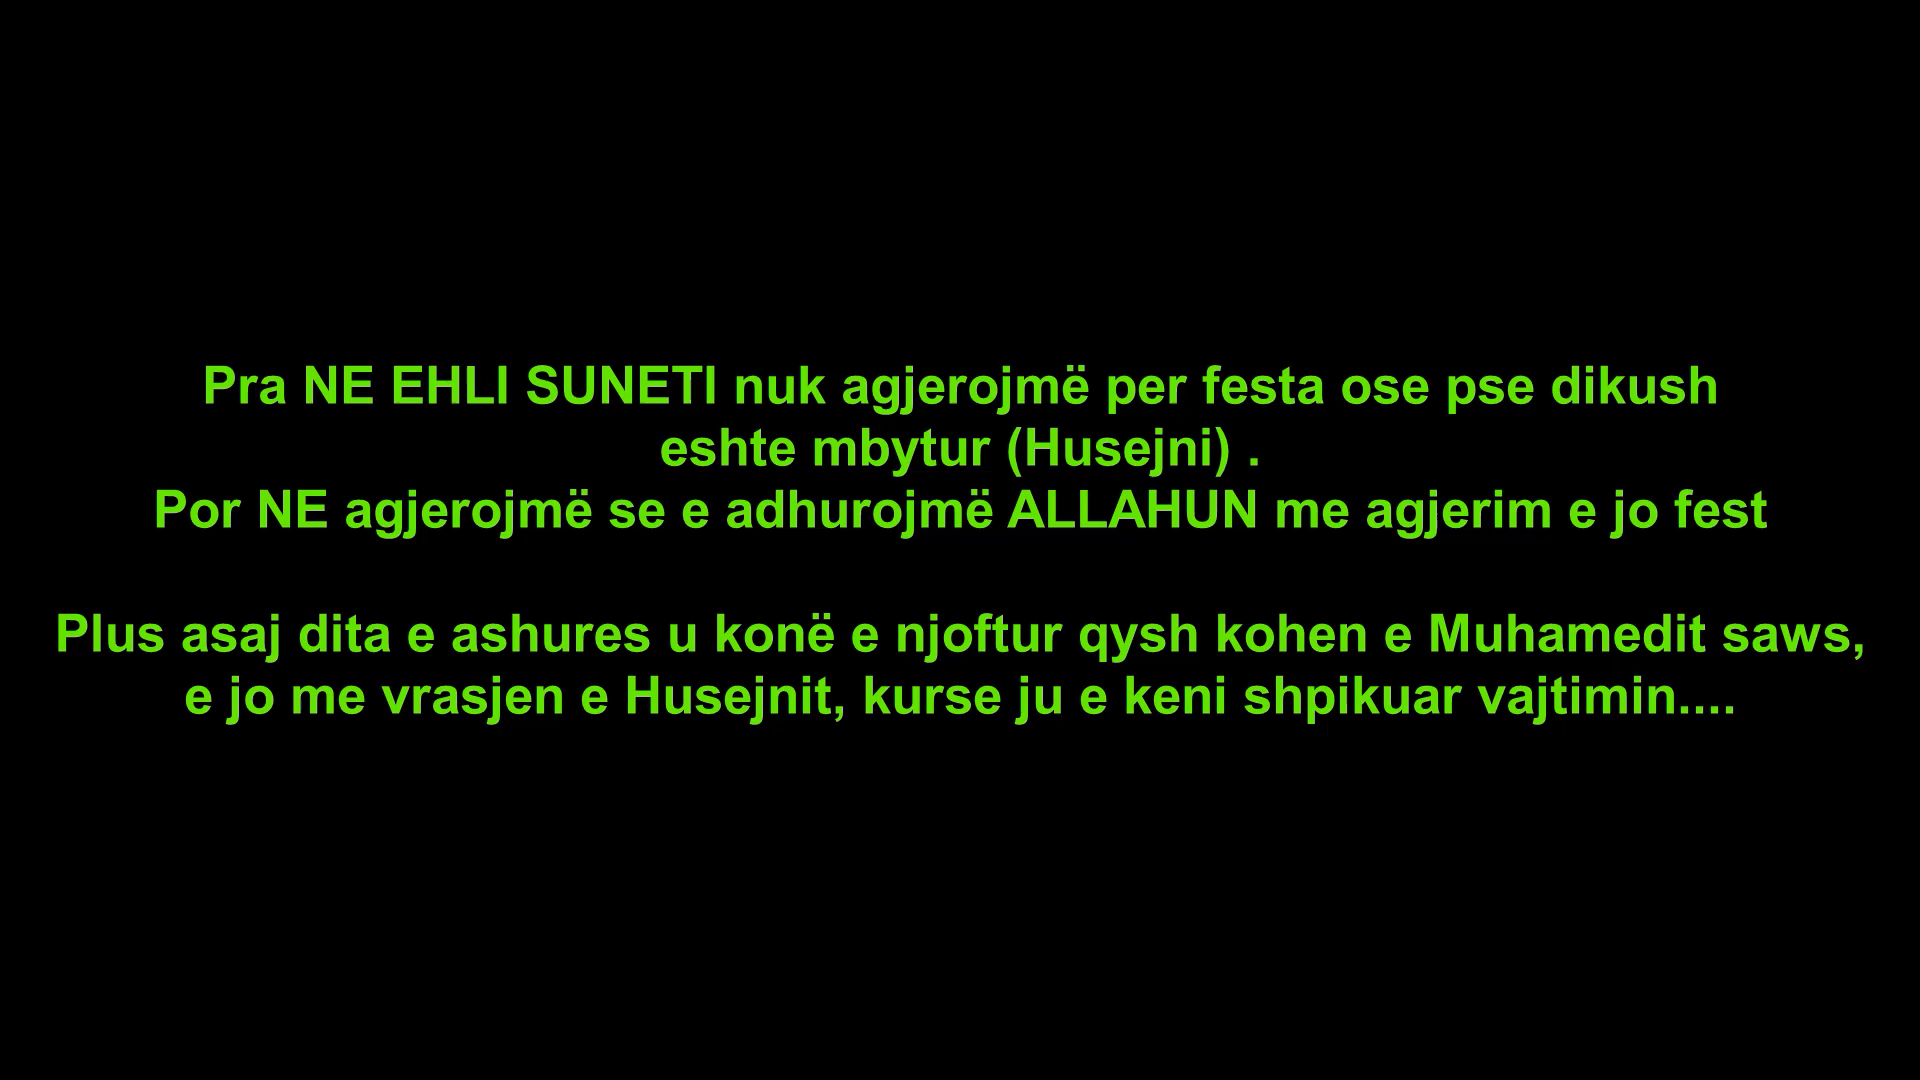 Pra NE EHLI SUNETI nuk agjerojmë per festa ose pse dikush
eshte mbytur (Husejni) .
Por NE agjerojmë se e adhurojmë ALLAHUN me agjerim e jo fest
Plus asaj dita e ashures u konë e njoftur qysh kohen e Muhamedit saws,
e jo me vrasjen e Husejnit, kurse ju e keni shpikuar vajtimin....